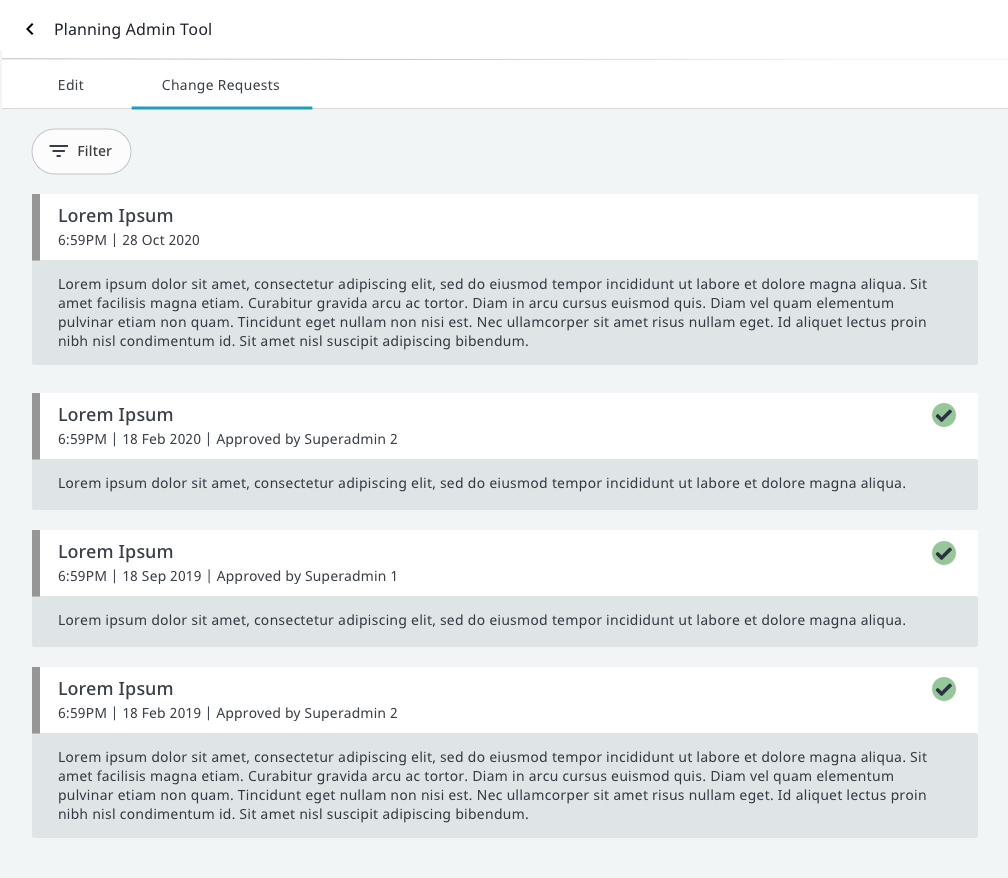 Planning Admin Tool
Edit
Change Requests
Filter
Lorem Ipsum
6:59PM | 28 Oct 2020
Lorem ipsum dolor sit amet, consectetur adipiscing elit, sed do eiusmod tempor incididunt ut labore et dolore magna aliqua. Sit
amet facilisis magna etiam. Curabitur gravida arcu ac tortor. Diam in arcu cursus euismod quis. Diam vel quam elementum
pulvinar etiam non quam. Tincidunt eget nullam non nisi est. Nec ullamcorper sit amet risus nullam eget. Id aliquet lectus proin
nibh nisl condimentum id. Sit amet nisl suscipit adipiscing bibendum.
Lorem Ipsum
6:59PM | 18 Feb 2020 | Approved by Superadmin 2
Lorem ipsum dolor sit amet, consectetur adipiscing elit, sed do eiusmod tempor incididunt ut labore et dolore magna aliqua.
Lorem Ipsum
6:59PM | 18 Sep 2019 | Approved by Superadmin 1
Lorem ipsum dolor sit amet, consectetur adipiscing elit, sed do eiusmod tempor incididunt ut labore et dolore magna aliqua.
Lorem Ipsum
6:59PM | 18 Feb 2019 | Approved by Superadmin 2
Lorem ipsum dolor sit amet, consectetur adipiscing elit, sed do eiusmod tempor incididunt ut labore et dolore magna aliqua. Sit
amet facilisis magna etiam. Curabitur gravida arcu ac tortor. Diam in arcu cursus euismod quis. Diam vel quam elementum
pulvinar etiam non quam. Tincidunt eget nullam non nisi est. Nec ullamcorper sit amet risus nullam eget. Id aliquet lectus proin
nibh nisl condimentum id. Sit amet nisl suscipit adipiscing bibendum.